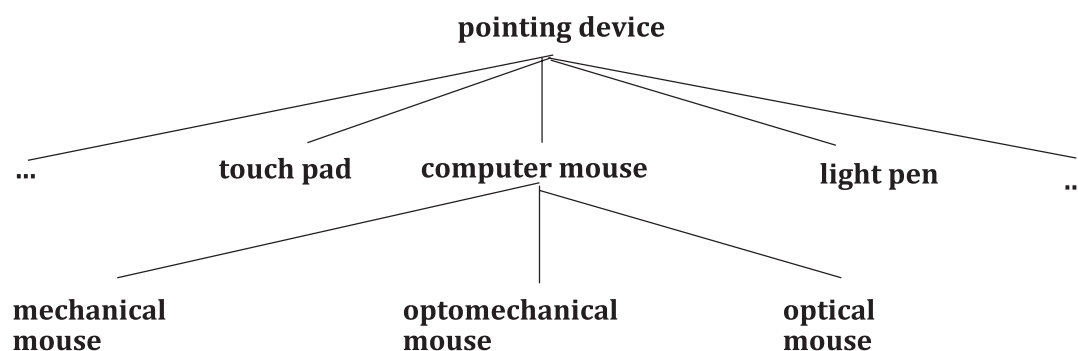 pointing device
... touch pad computer mouse light pen ..
mechanical mouse
optomechanical mouse
optical mouse